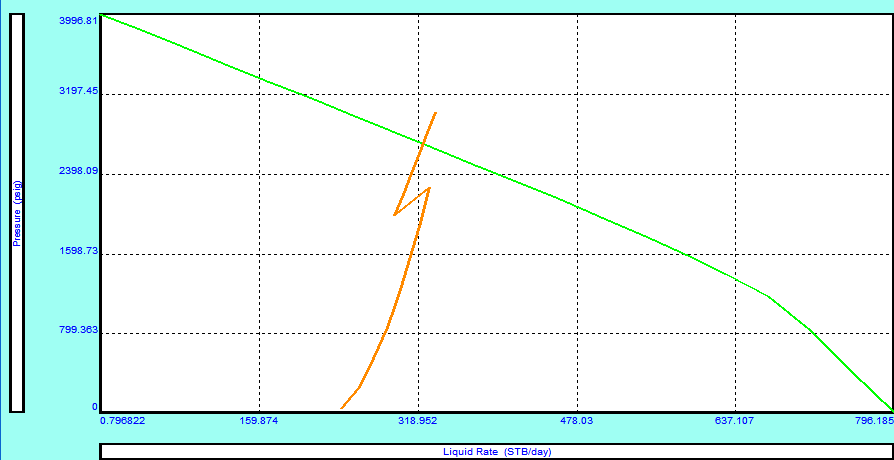 3996.81
3197.45
2398.09
1598.73
799.363
0
Pressure (psig)
0.796822 159.874 318.952 478.03 637.107 796.185
Liquid Rate (STB/day)